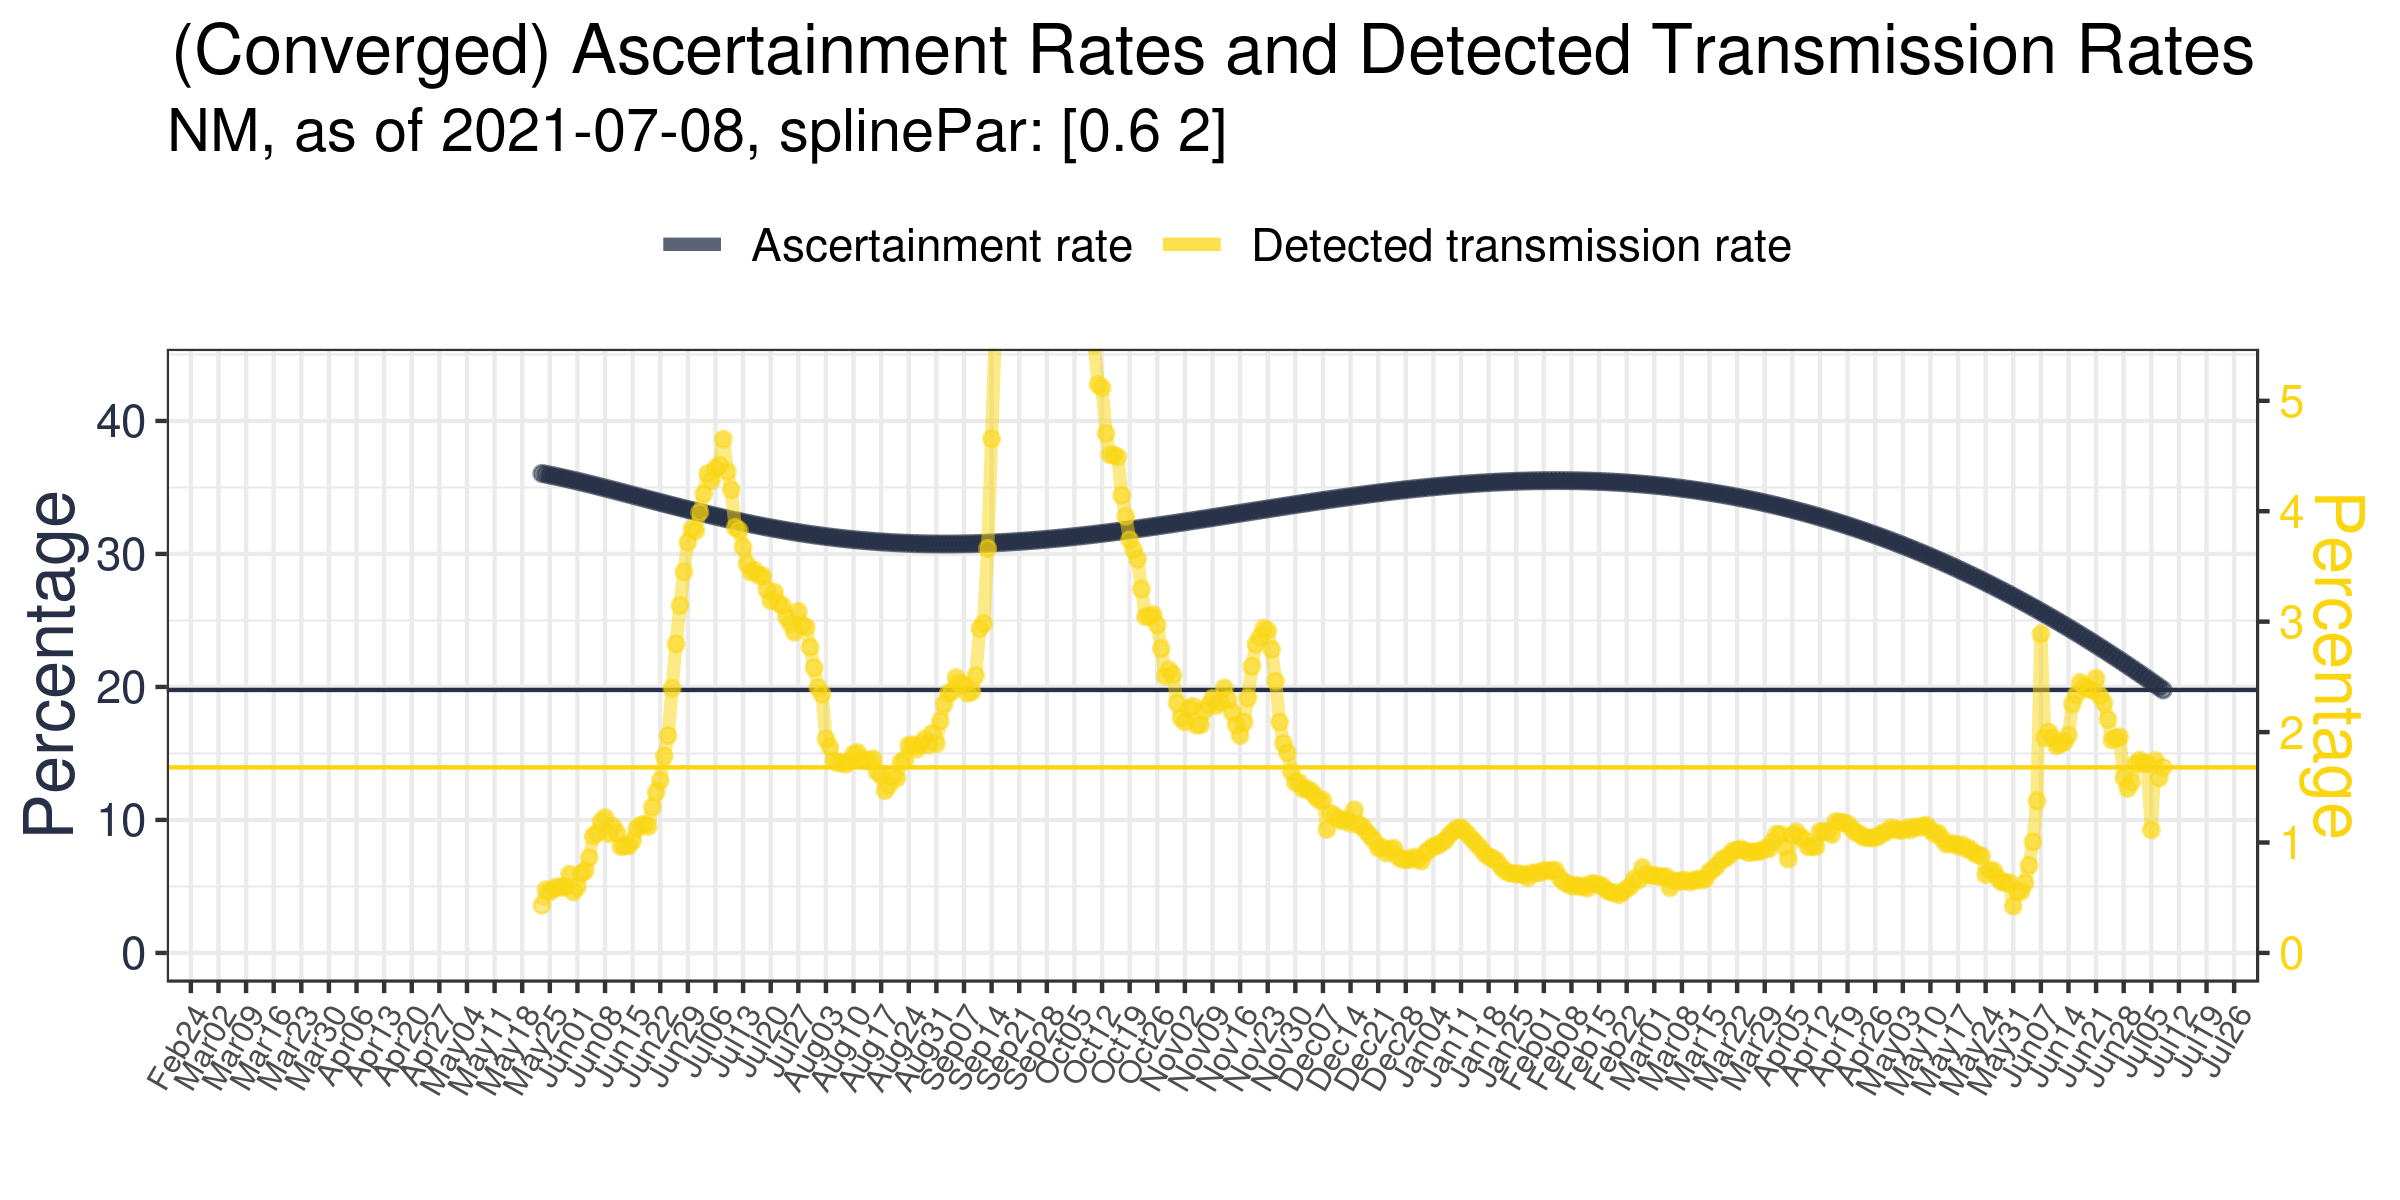 (Converged) Ascertainment Rates and Detected Transmission Rates
NM, as of 2021-07-08, splinePar: [0.6 2]
Ascertainment rate
Detected transmission rate
Percentage
40
30
20
10
0
5
4
3
2
1
0
Percentage
Feb24
Mar02
Mar09
Mar16
Mar23
Mar30
Apr06
Apr13
Apr20
Apr27
May04
May11
May18
May25
Jun01
Jun08
Jun15
Jun22
Jun29
Jul06
Jul13
Jul20
Jul27
Aug03
Aug10
Aug17
Aug24
Aug31
Sep07
Sep14
Sep21
Sep28
Oct05
Oct12
Oct19
Oct26
Nov02
Nov09
Nov16
Nov23
Nov30
Dec07
Dec14
Dec21
Dec28
Jan04
Jan11
Jan18
Jan25
Feb01
Feb08
Feb15
Feb22
Mar01
Mar08
Mar15
Mar22
Mar29
Apr05
Apr12
Apr19
Apr26
May03
May10
May17
May24
May31
Jun07
Jun14
Jun21
Jun28
Jul05
Jul12
Jul19
Jul26